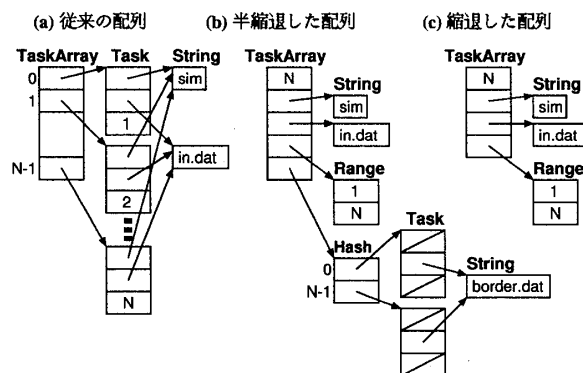 (a) 従来の配列 (b) 半縮退した配列 (c) 縮退した配列
TaskArray Task String TaskArray TaskArray
0 sim N N
1 String String
sim sim
1 in.dat in.dat
N-1 in.dat
Range Range
2 1 1
N N
Task
Hash
0 String
N N-1 border.dat